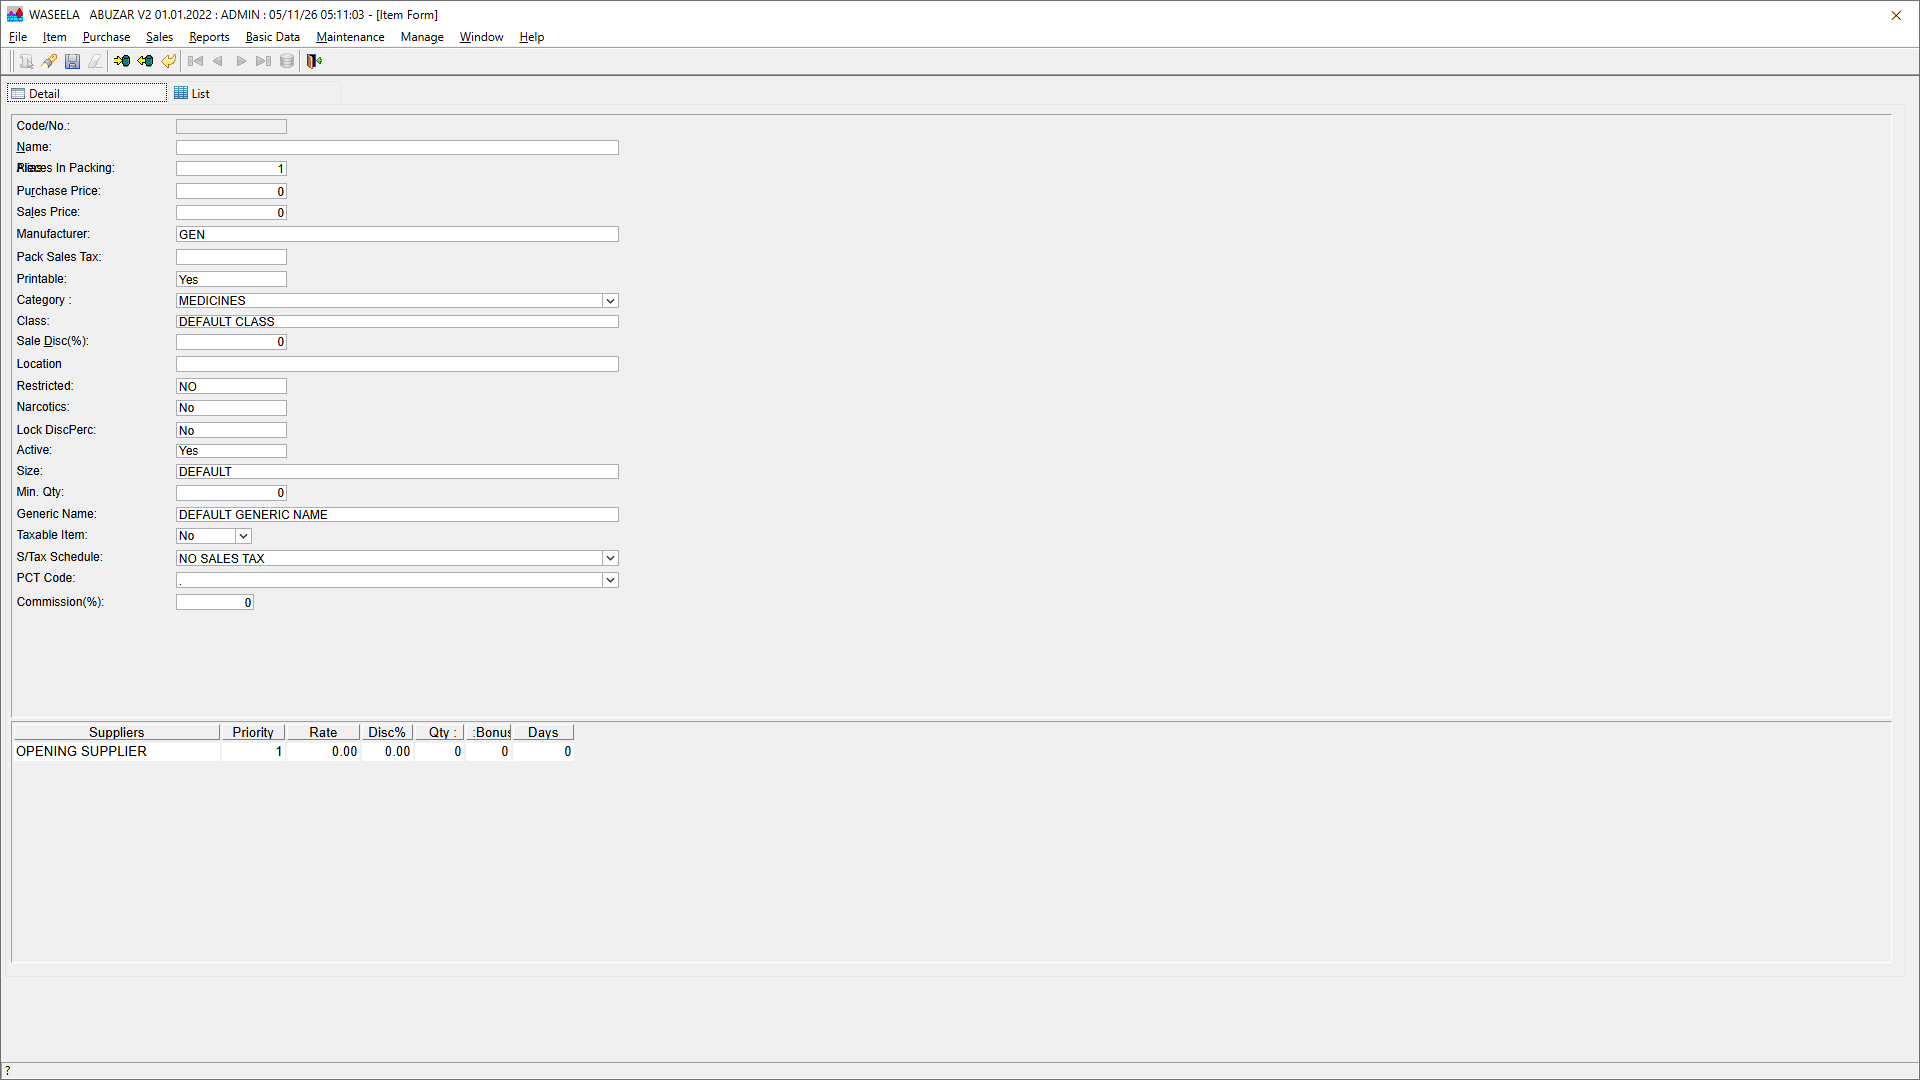 WASEELA   ABUZAR V2 01.01.2022 : ADMIN : 05/11/26 05:11:03 - [Item Form]
File Item Purchase Sales Reports Basic Data Maintenance Manage Window Help
Detail List
Code/No.:
Name:
Pieces In Packing: 1
Purchase Price: 0
Sales Price: 0
Manufacturer: GEN
Pack Sales Tax:
Printable: Yes
Category : MEDICINES
Class: DEFAULT CLASS
Sale Disc(%): 0
Location
Restricted: NO
Narcotics: No
Lock DiscPerc: No
Active: Yes
Size: DEFAULT
Min. Qty: 0
Generic Name: DEFAULT GENERIC NAME
Taxable Item: No
S/Tax Schedule: NO SALES TAX
PCT Code: .
Commission(%): 0
Suppliers Priority Rate Disc% Qty : :Bonus Days
OPENING SUPPLIER 1 0.00 0.00 0 0 0
?